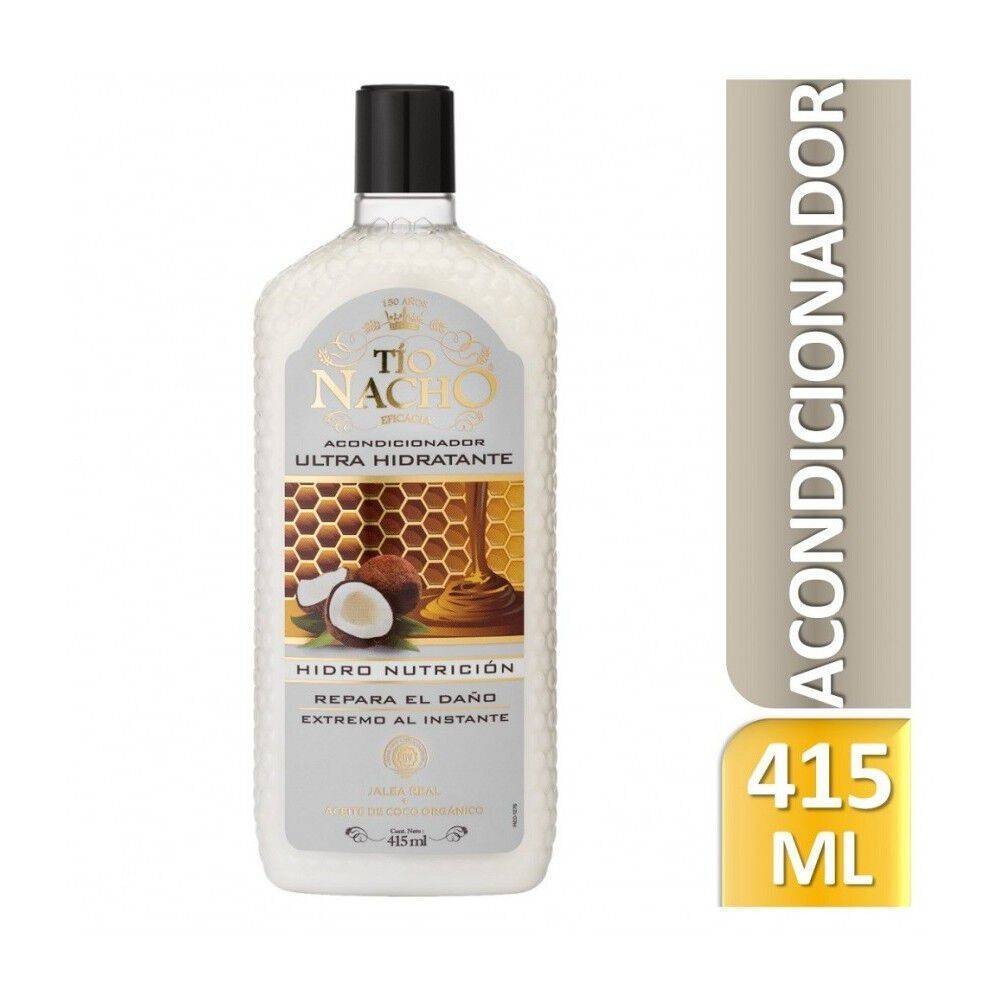 150 AÑOS
TÍO
NACHO
EFICACIA
ACONDICIONADOR
ULTRA HIDRATANTE
HIDRO NUTRICIÓN
REPARA EL DAÑO
EXTREMO AL INSTANTE
JALEA REAL
+
ACEITE DE COCO ORGÁNICO
Cont. Neto:
415 ml
ACONDICIONADOR
415
ML